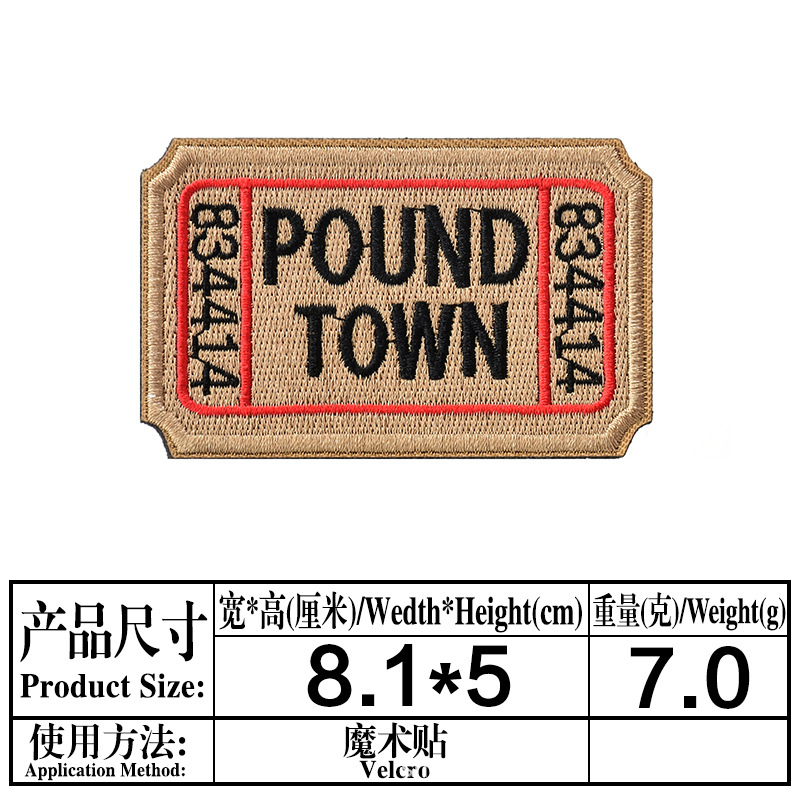 834414
POUND
TOWN
834414
产品尺寸
Product Size:
宽*高(厘米)/Wedth*Height(cm)
重量(克)/Weight(g)
8.1*5
7.0
使用方法:
Application Method:
魔术贴
Velcro